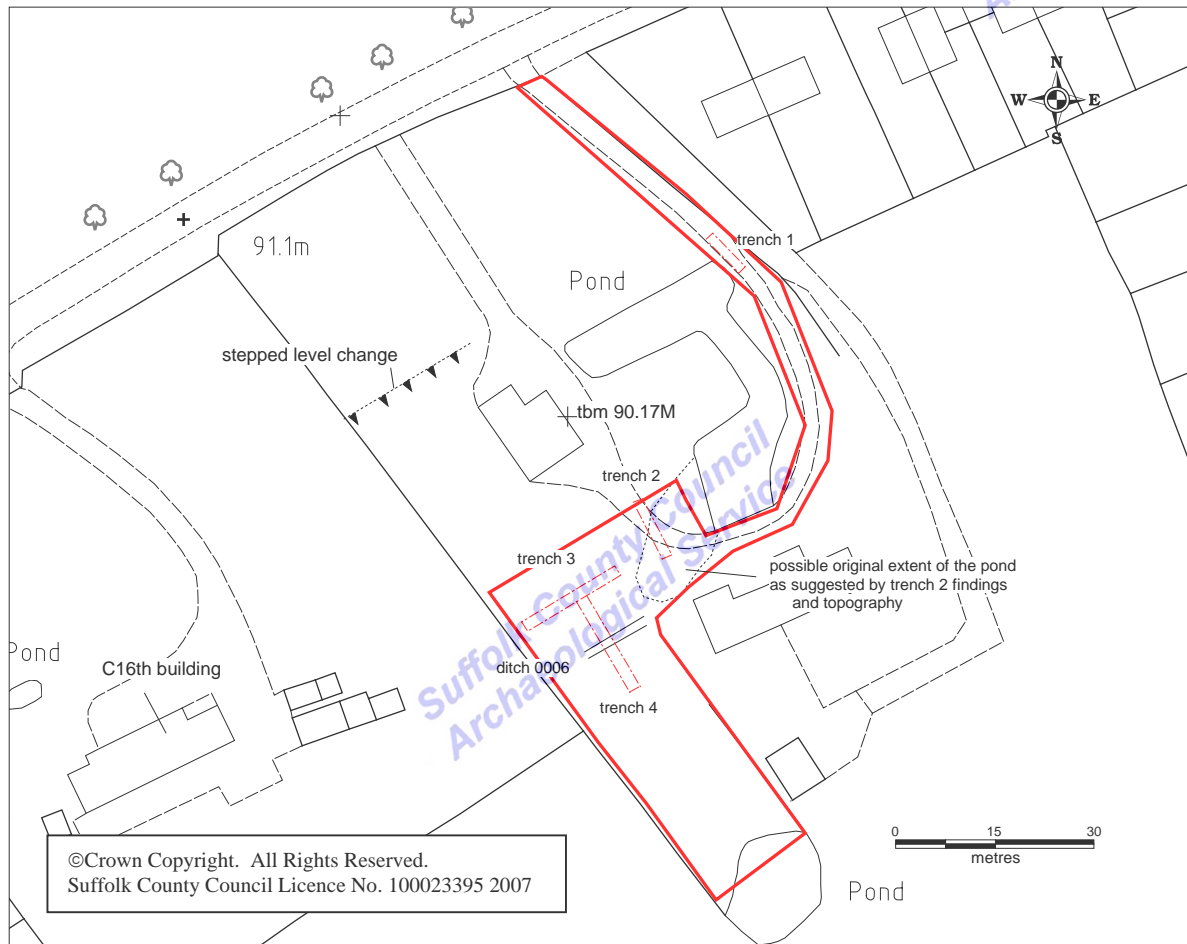 N
W E
S
trench 1
91.1m
Pond
stepped level change
tbm 90.17M
trench 2
Suffolk County Council
Archaeological Service
trench 3
possible original extent of the pond
as suggested by trench 2 findings
and topography
Pond
C16th building
ditch 0006
trench 4
0 15 30
metres
©Crown Copyright. All Rights Reserved.
Suffolk County Council Licence No. 100023395 2007
Pond